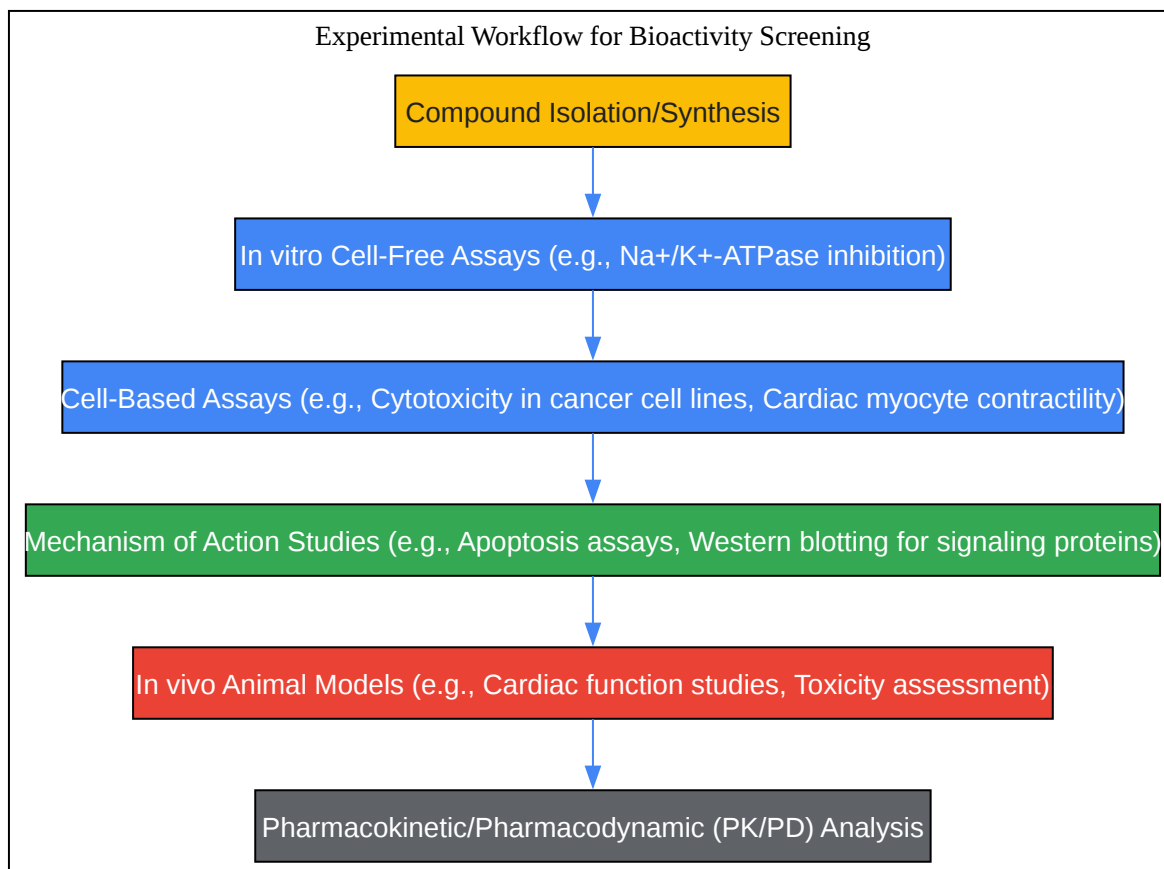 Experimental Workflow for Bioactivity Screening
Compound Isolation/Synthesis
In vitro Cell-Free Assays (e.g., Na+/K+-ATPase inhibition)
Cell-Based Assays (e.g., Cytotoxicity in cancer cell lines, Cardiac myocyte contractility)
Mechanism of Action Studies (e.g., Apoptosis assays, Western blotting for signaling proteins)
In vivo Animal Models (e.g., Cardiac function studies, Toxicity assessment)
Pharmacokinetic/Pharmacodynamic (PK/PD) Analysis